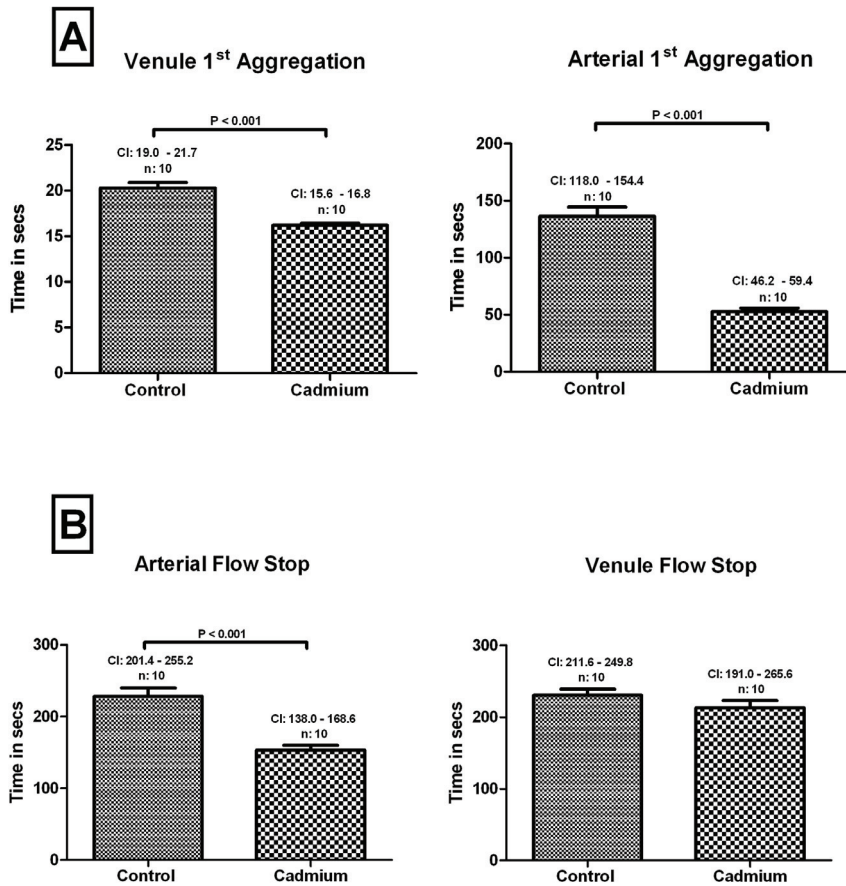 A
Venule 1st Aggregation
P < 0.001
CI: 19.0 - 21.7
n: 10
CI: 15.6 - 16.8
n: 10
Time in secs
25
20
15
10
5
0
Control
Cadmium
Arterial 1st Aggregation
P < 0.001
CI: 118.0 - 154.4
n: 10
CI: 46.2 - 59.4
n: 10
Time in secs
200
150
100
50
0
Control
Cadmium
B
Arterial Flow Stop
P < 0.001
CI: 201.4 - 255.2
n: 10
CI: 138.0 - 168.6
n: 10
Time in secs
300
200
100
0
Control
Cadmium
Venule Flow Stop
CI: 211.6 - 249.8
n: 10
CI: 191.0 - 265.6
n: 10
Time in secs
300
200
100
0
Control
Cadmium